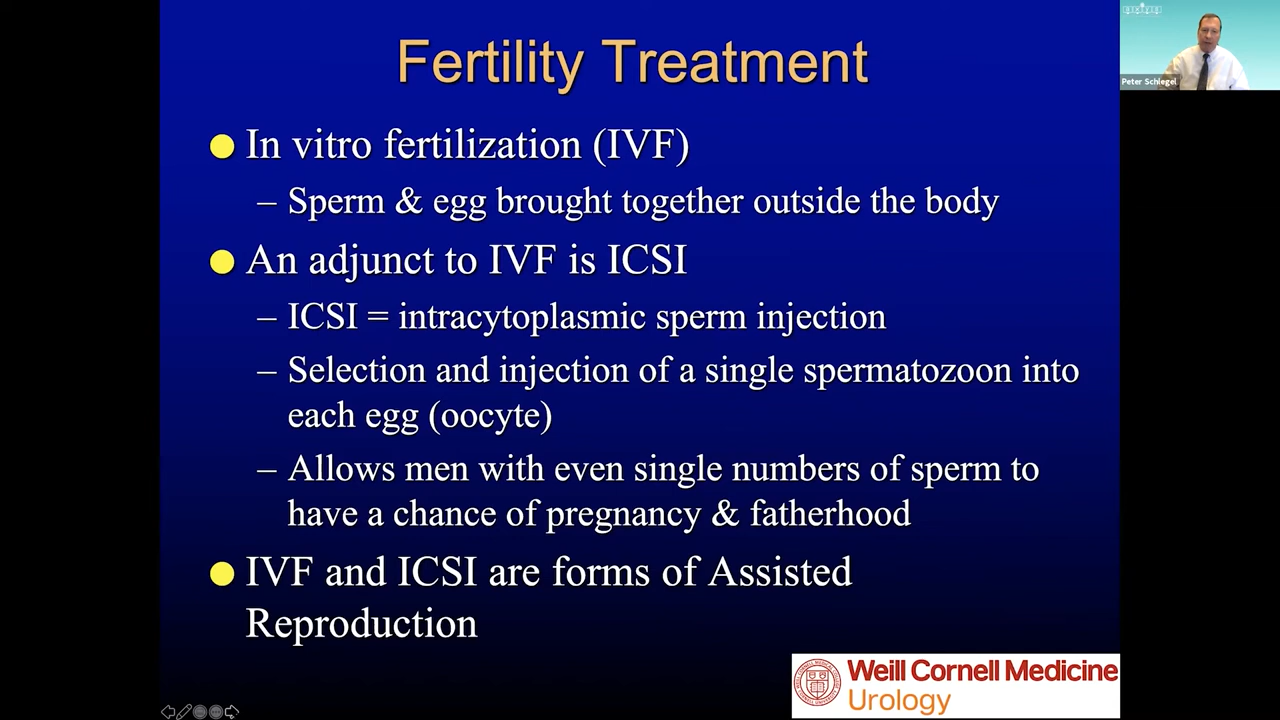 Fertility Treatment
In vitro fertilization (IVF)
– Sperm & egg brought together outside the body
An adjunct to IVF is ICSI
– ICSI = intracytoplasmic sperm injection
– Selection and injection of a single spermatozoon into
each egg (oocyte)
– Allows men with even single numbers of sperm to
have a chance of pregnancy & fatherhood
IVF and ICSI are forms of Assisted
Reproduction
Weill Cornell Medicine
Urology
Peter Schlegel